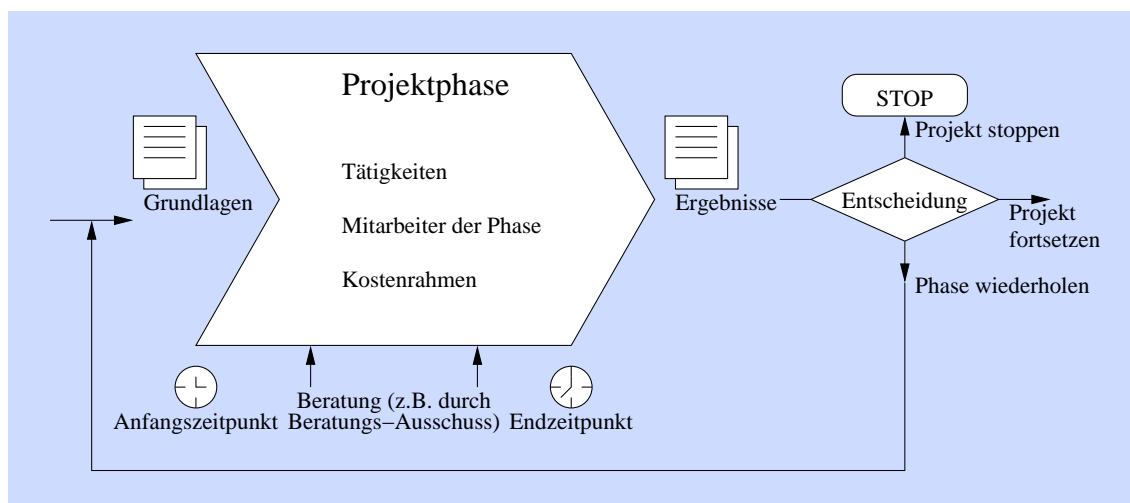 Projektphase
STOP
Projekt stoppen
Tätigkeiten
Grundlagen
Ergebnisse
Entscheidung
Projekt
fortsetzen
Mitarbeiter der Phase
Kostenrahmen
Phase wiederholen
Anfangszeitpunkt
Beratung (z.B. durch
Beratungs−Ausschuss)
Endzeitpunkt